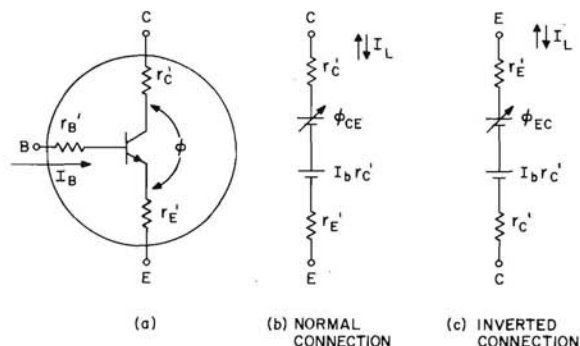 C
r_C'
r_B'
B
I_B
ϕ
r_E'
E
(a)
C
I_L
r_C'
ϕ_CE
I_b r_C'
r_E'
E
(b) NORMAL
CONNECTION
E
I_L
r_E'
ϕ_EC
I_b r_C'
r_C'
C
(c) INVERTED
CONNECTION